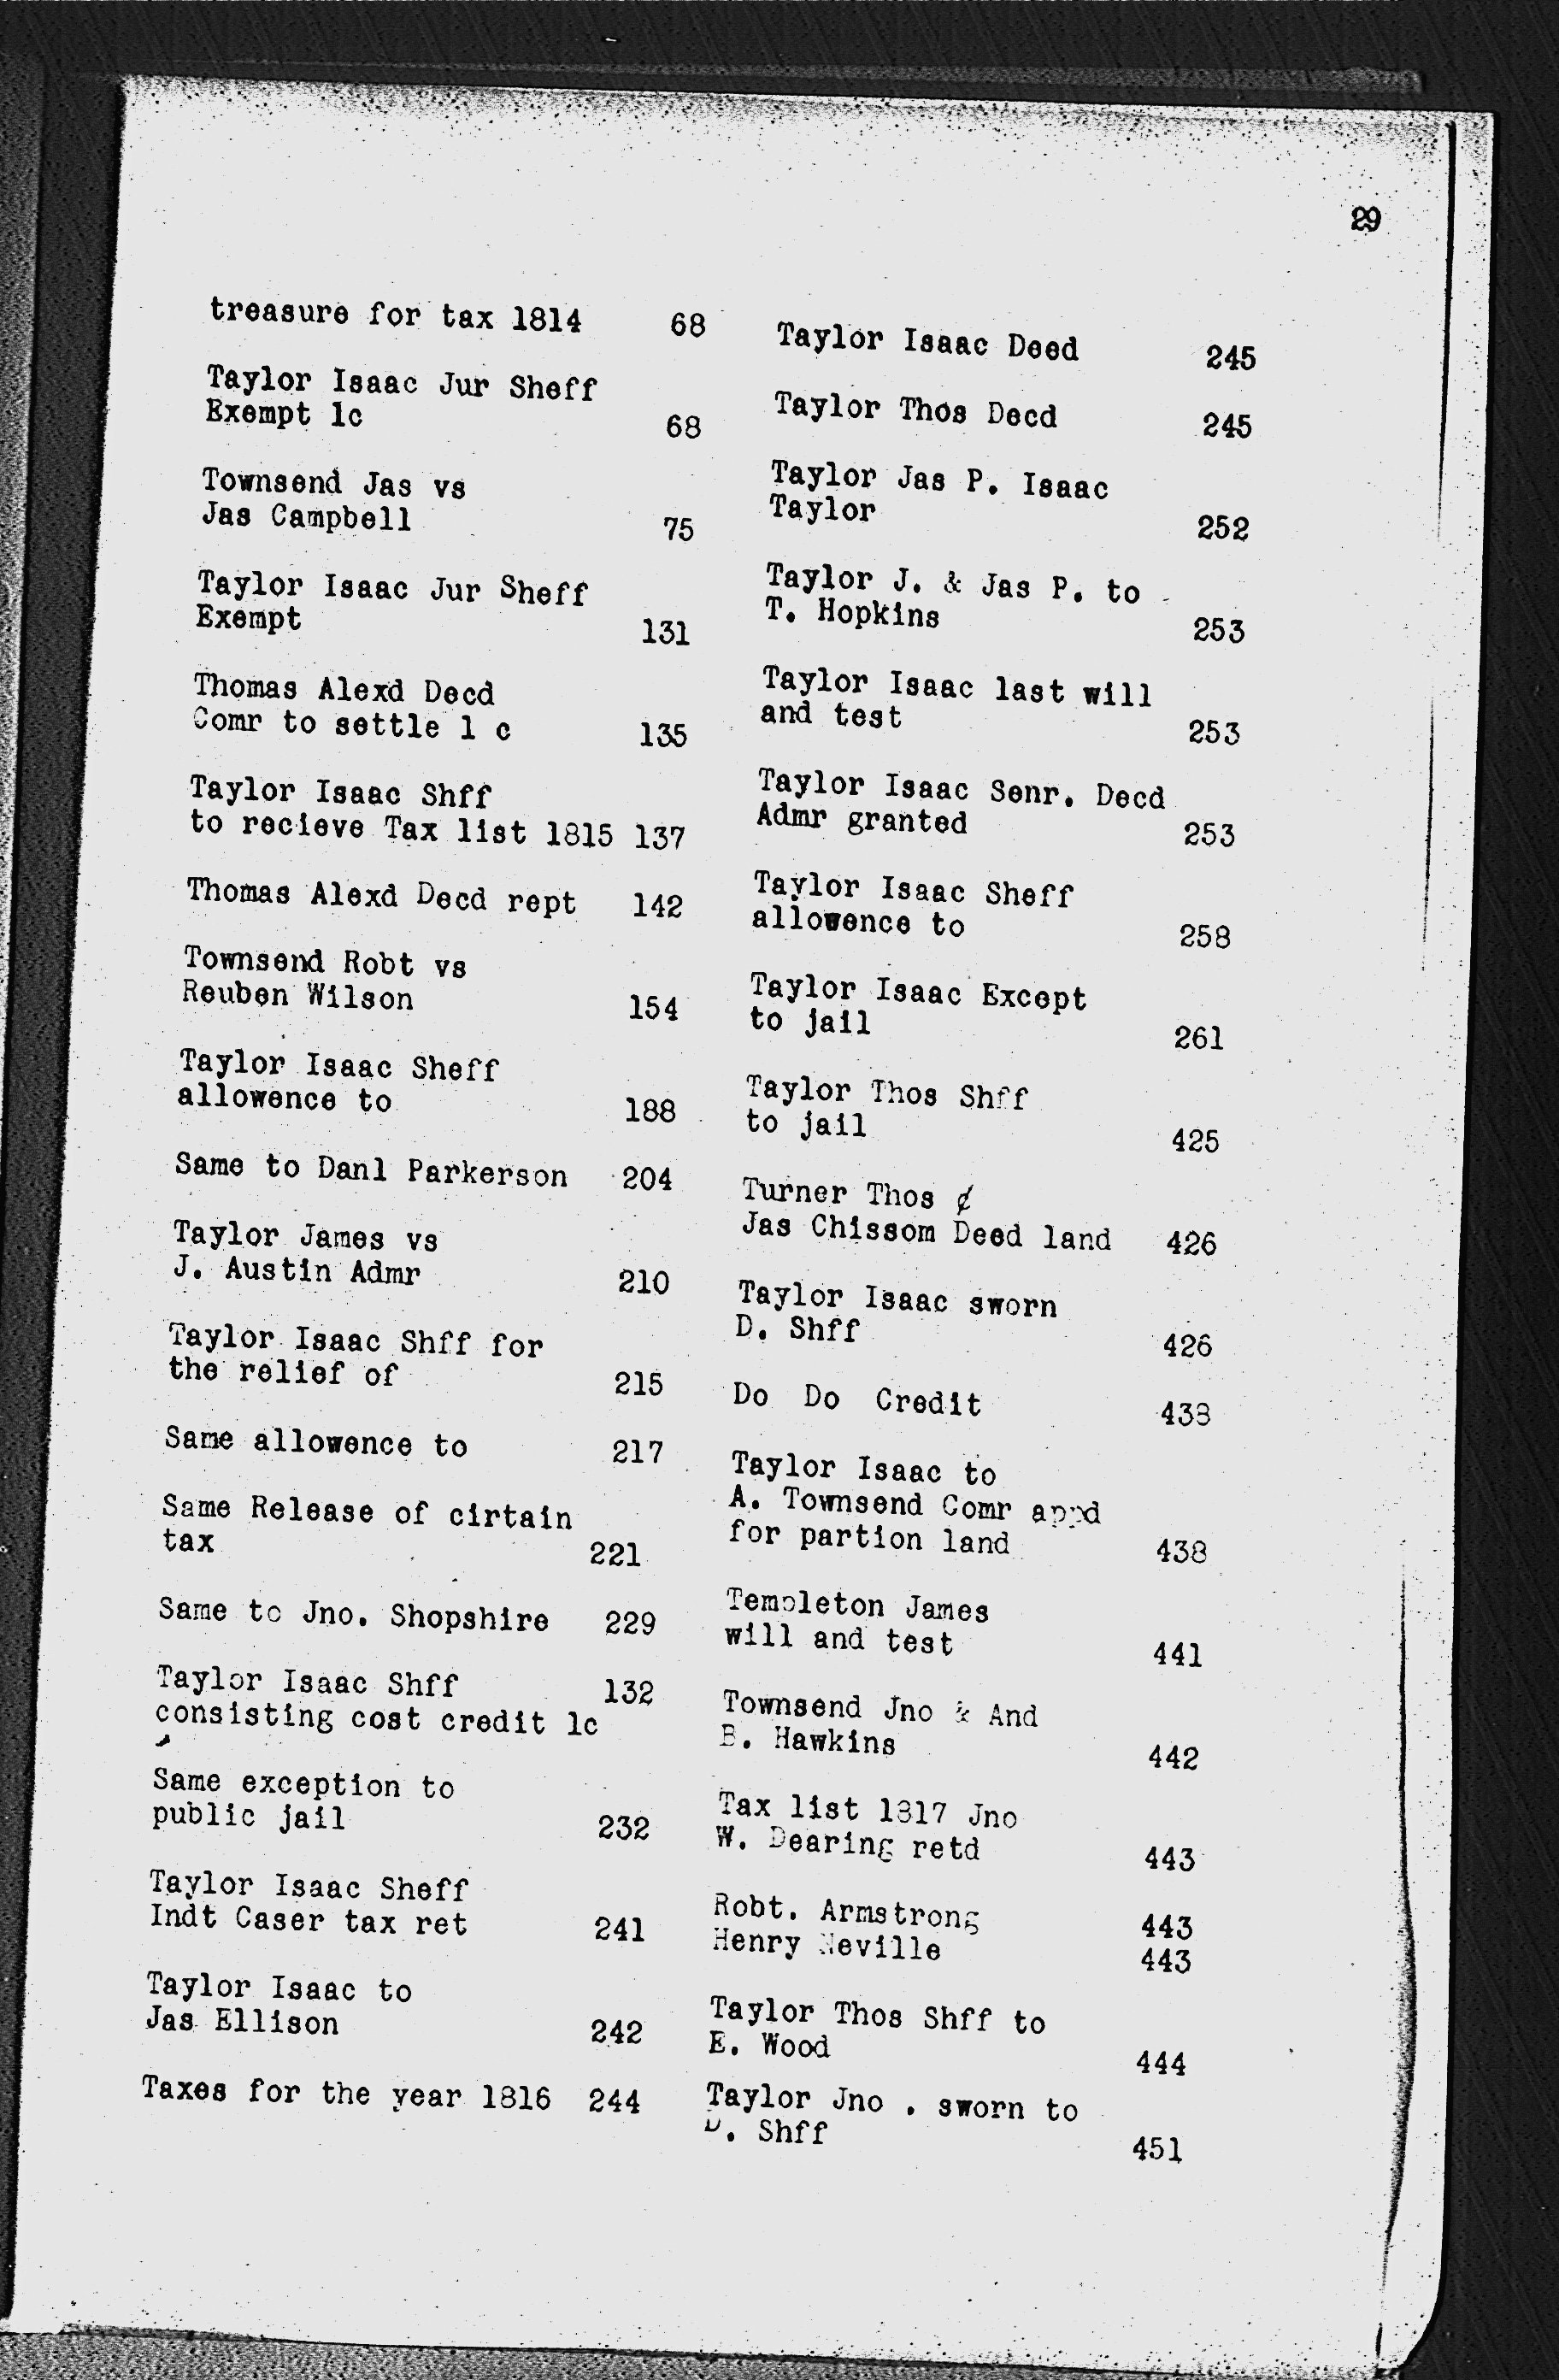 29
treasure for tax 1814 68
Taylor Isaac Jur Sheff
Exempt lc 68
Townsend Jas vs
Jas Campbell 75
Taylor Isaac Jur Sheff
Exempt 131
Thomas Alexd Decd
Comr to settle l c 135
Taylor Isaac Shff
to recieve Tax list 1815 137
Thomas Alexd Decd rept 142
Townsend Robt vs
Reuben Wilson 154
Taylor Isaac Sheff
allowence to 188
Same to Danl Parkerson 204
Taylor James vs
J. Austin Admr 210
Taylor Isaac Shff for
the relief of 215
Same allowence to 217
Same Release of cirtain
tax 221
Same to Jno. Shopshire 229
Taylor Isaac Shff 132
consisting cost credit lc
Same exception to
public jail 232
Taylor Isaac Sheff
Indt Caser tax ret 241
Taylor Isaac to
Jas Ellison 242
Taxes for the year 1816 244
Taylor Isaac Deed 245
Taylor Thos Decd 245
Taylor Jas P. Isaac
Taylor 252
Taylor J. & Jas P. to
T. Hopkins 253
Taylor Isaac last will
and test 253
Taylor Isaac Senr. Decd
Admr granted 253
Taylor Isaac Sheff
allowence to 258
Taylor Isaac Except
to jail 261
Taylor Thos Shff
to jail 425
Turner Thos ¢
Jas Chissom Deed land 426
Taylor Isaac sworn
D. Shff 426
Do Do Credit 438
Taylor Isaac to
A. Townsend Comr appd
for partion land 438
Templeton James
will and test 441
Townsend Jno & And
B. Hawkins 442
Tax list 1817 Jno
W. Dearing retd 443
Robt. Armstrong 443
Henry Neville 443
Taylor Thos Shff to
E. Wood 444
Taylor Jno . sworn to
D. Shff 451